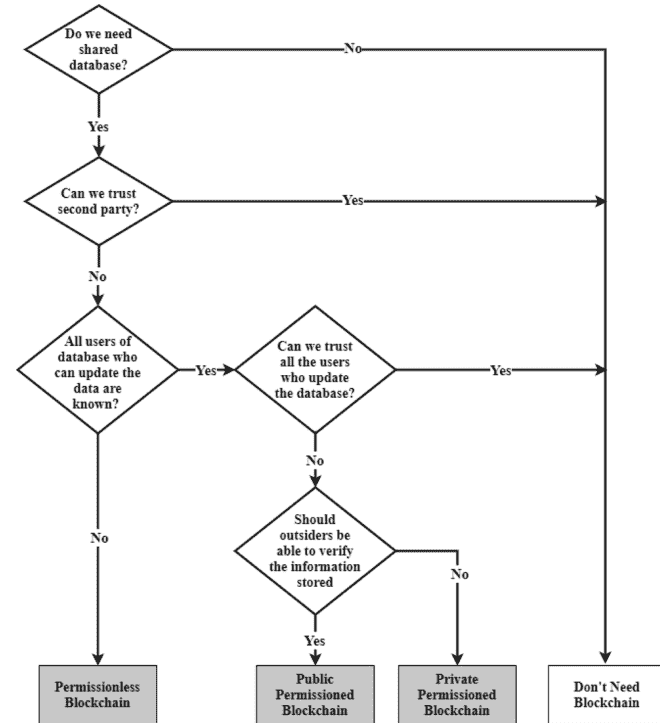 Do we need
shared
database?
No
Yes
Can we trust
second party?
Yes
No
All users of
database who
can update the
data are
known?
Yes
Can we trust
all the users
who update
the database?
Yes
No
Should
outsiders be
able to verify
the information
stored
No
No
Yes
Permissionless
Blockchain
Public
Permissioned
Blockchain
Private
Permissioned
Blockchain
Don't Need
Blockchain